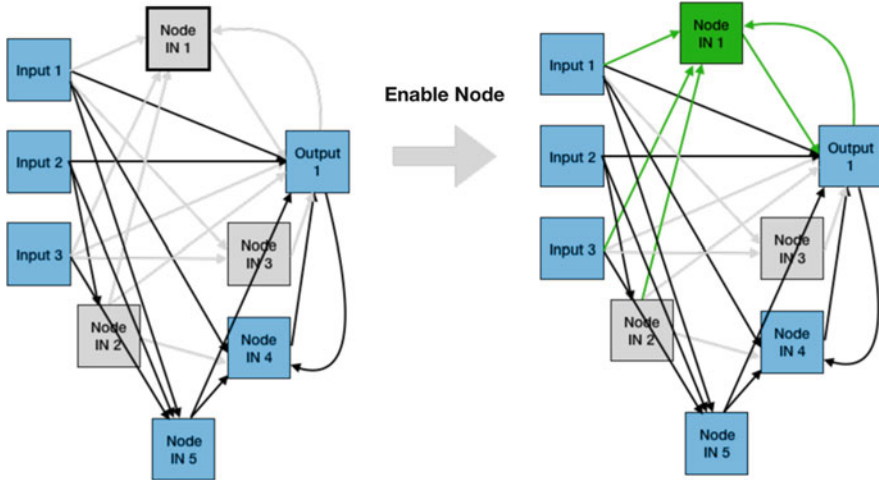 Node
IN 1
Input 1
Input 2
Output
1
Input 3
Node
IN 3
Node
IN 2
Node
IN 4
Node
IN 5
Enable Node
Node
IN 1
Input 1
Input 2
Output
1
Input 3
Node
IN 3
Node
IN 2
Node
IN 4
Node
IN 5